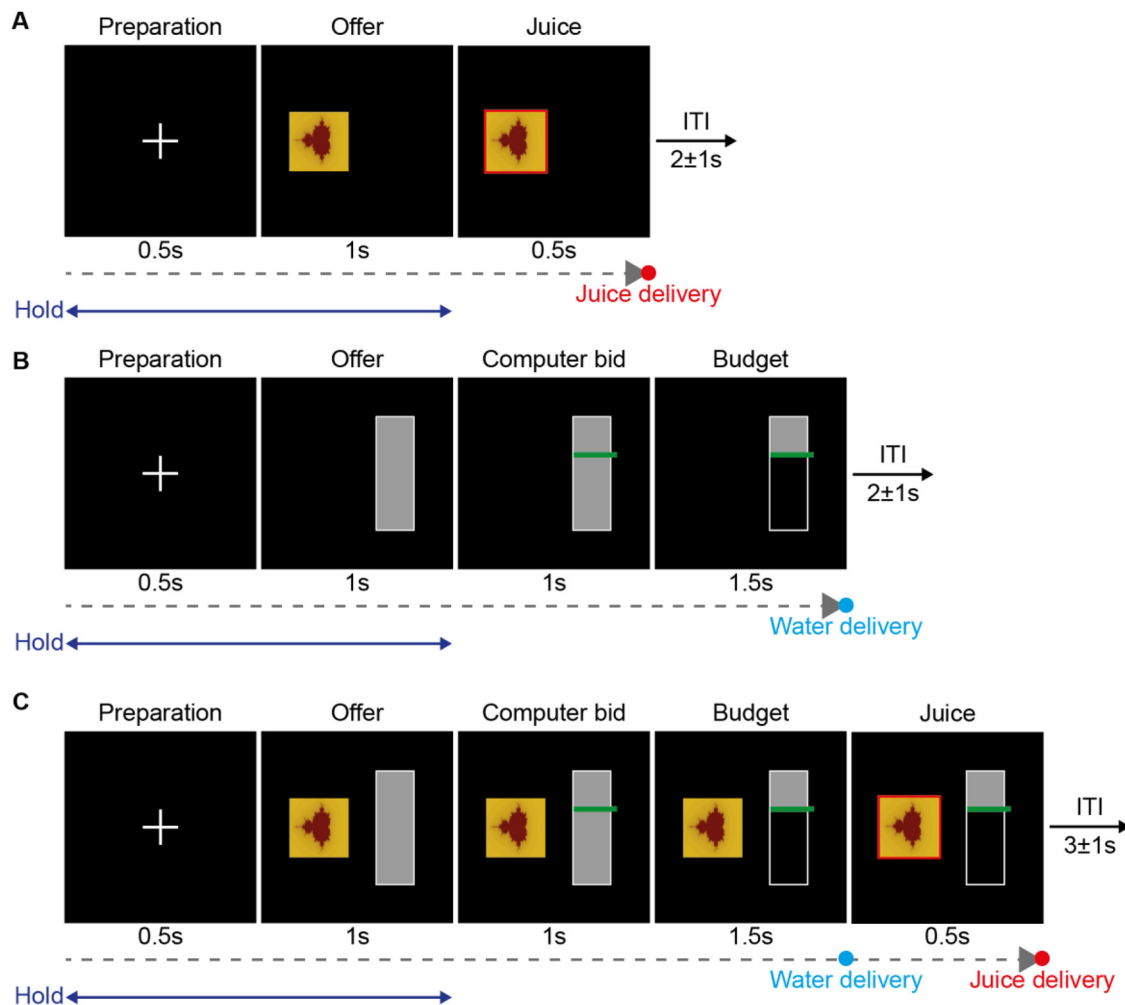 A
Preparation Offer Juice
ITI
2±1s
0.5s 1s 0.5s
Juice delivery
Hold
B
Preparation Offer Computer bid Budget
ITI
2±1s
0.5s 1s 1s 1.5s
Water delivery
Hold
C
Preparation Offer Computer bid Budget Juice
ITI
3±1s
0.5s 1s 1s 1.5s 0.5s
Water delivery Juice delivery
Hold